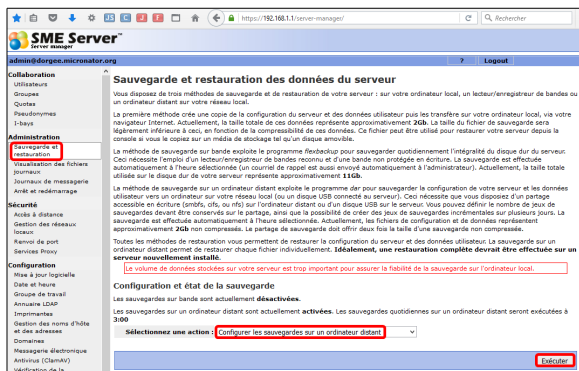 https://192.168.1.1/server-manager/
Rechercher
SME Server™
Server manager
admin@dorgee.micronator.org
? Logout
Collaboration
Utilisateurs
Groupes
Quotas
Pseudonymes
I-bays
Administration
Sauvegarde et
restauration
Visualisation des fichiers
journaux
Journaux de messagerie
Arrêt et redémarrage
Sécurité
Accès à distance
Gestion des réseaux
locaux
Renvoi de port
Services Proxy
Configuration
Mise à jour logicielle
Date et heure
Groupe de travail
Annuaire LDAP
Imprimantes
Gestion des noms d'hôte
et des adresses
Domaines
Messagerie électronique
Antivirus (ClamAV)
Vérification de la
Sauvegarde et restauration des données du serveur
Vous disposez de trois méthodes de sauvegarde et de restauration de votre serveur : sur votre ordinateur local, un lecteur/enregistreur de bandes ou
un ordinateur distant sur votre réseau local.
La première méthode crée une copie de la configuration du serveur et des données utilisateur puis les transfère sur votre ordinateur local, via votre
navigateur Internet. Actuellement, la taille totale de ces données représente approximativement 2Gb. La taille du fichier de sauvegarde sera
légèrement inférieure à ceci, en fonction de la compressibilité de ces données. Ce fichier peut être utilisé pour restaurer votre serveur depuis la
console si vous le copiez sur un média de stockage tel qu'un disque amovible.
La méthode de sauvegarde sur bande exploite le programme flexbackup pour sauvegarder quotidiennement l'intégrité du disque dur du serveur.
Ceci nécessite l'emploi d'un lecteur/enregistreur de bandes reconnu et d'une bande non protégée en écriture. La sauvegarde est effectuée
automatiquement à l'heure sélectionnée (un courriel de rappel est aussi envoyé automatiquement à l'administrateur). Actuellement, la taille totale
utilisée sur le disque dur de votre serveur représente approximativement 11Gb.
La méthode de sauvegarde sur un ordinateur distant exploite le programme dar pour sauvegarder la configuration de votre serveur et les données
utilisateur vers un ordinateur sur votre réseau local (ou un disque USB connecté au serveur). Ceci nécessite que vous disposiez d'un partage
accessible en écriture (smbfs, cifs, ou nfs) sur l'ordinateur distant ou d'un disque USB sur le serveur. Vous pouvez définir le nombre de jeux de
sauvegardes devant être conservés sur le partage, ainsi que la possibilité de créer des jeux de sauvegardes incrémentales sur plusieurs jours. La
sauvegarde est effectuée automatiquement à l'heure sélectionnée. Actuellement, les fichiers de configuration et de données représentent
approximativement 2Gb non compressés. Le partage de sauvegarde doit offrir deux fois la taille d'une sauvegarde non compressée.
Toutes les méthodes de restauration vous permettent de restaurer la configuration du serveur et des données utilisateur. La sauvegarde sur un
ordinateur distant permet de restaurer chaque fichier individuellement. Idéalement, une restauration complète devrait être effectuée sur un
serveur nouvellement installé.
Le volume de données stockées sur votre serveur est trop important pour assurer la fiabilité de la sauvegarde sur l'ordinateur local.
Configuration et état de la sauvegarde
Les sauvegardes sur bande sont actuellement désactivées.
Les sauvegardes sur un ordinateur distant sont actuellement activées. Les sauvegardes quotidiennes sur un ordinateur distant seront exécutées à
3:00
Sélectionnez une action : Configurer les sauvegardes sur un ordinateur distant
Exécuter